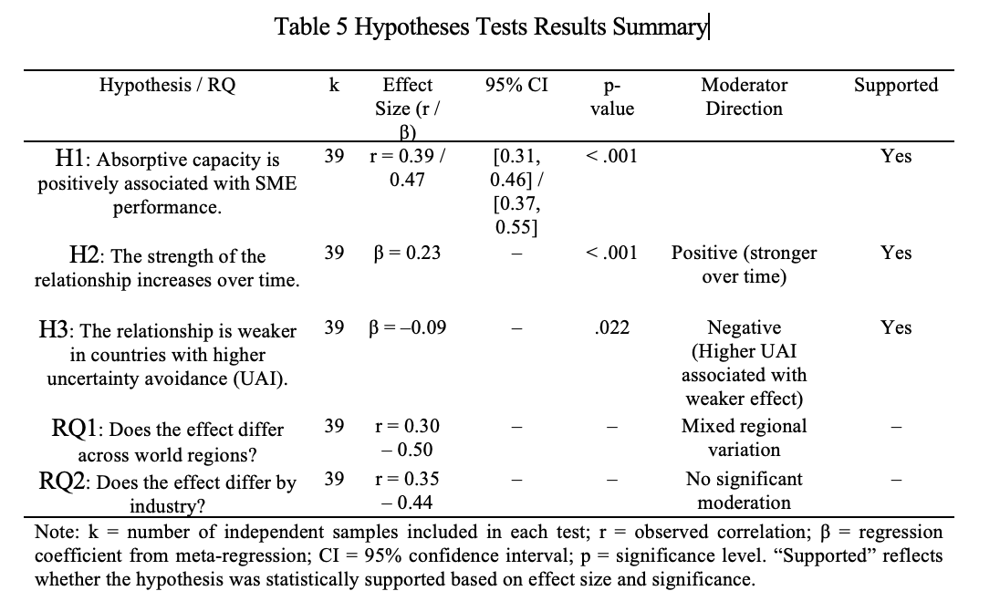 Table 5 Hypotheses Tests Results Summary
Hypothesis / RQ k Effect Size (r / β) 95% CI p-value Moderator Direction Supported
H1: Absorptive capacity is positively associated with SME performance. 39 r = 0.39 / 0.47 [0.31, 0.46] / [0.37, 0.55] < .001 Yes
H2: The strength of the relationship increases over time. 39 β = 0.23 – < .001 Positive (stronger over time) Yes
H3: The relationship is weaker in countries with higher uncertainty avoidance (UAI). 39 β = –0.09 – .022 Negative (Higher UAI associated with weaker effect) Yes
RQ1: Does the effect differ across world regions? 39 r = 0.30 – 0.50 – – Mixed regional variation –
RQ2: Does the effect differ by industry? 39 r = 0.35 – 0.44 – – No significant moderation –
Note: k = number of independent samples included in each test; r = observed correlation; β = regression
coefficient from meta-regression; CI = 95% confidence interval; p = significance level. “Supported” reflects
whether the hypothesis was statistically supported based on effect size and significance.